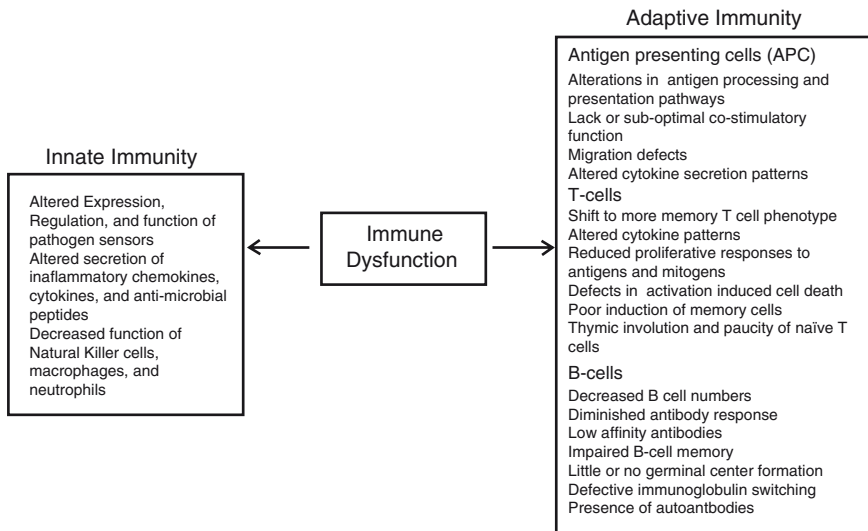 Innate Immunity
Altered Expression,
Regulation, and function of
pathogen sensors
Altered secretion of
inaflammatory chemokines,
cytokines, and anti-microbial
peptides
Decreased function of
Natural Killer cells,
macrophages, and
neutrophils
Immune
Dysfunction
Adaptive Immunity
Antigen presenting cells (APC)
Alterations in antigen processing and
presentation pathways
Lack or sub-optimal co-stimulatory
function
Migration defects
Altered cytokine secretion patterns
T-cells
Shift to more memory T cell phenotype
Altered cytokine patterns
Reduced proliferative responses to
antigens and mitogens
Defects in activation induced cell death
Poor induction of memory cells
Thymic involution and paucity of naïve T
cells
B-cells
Decreased B cell numbers
Diminished antibody response
Low affinity antibodies
Impaired B-cell memory
Little or no germinal center formation
Defective immunoglobulin switching
Presence of autoantbodies